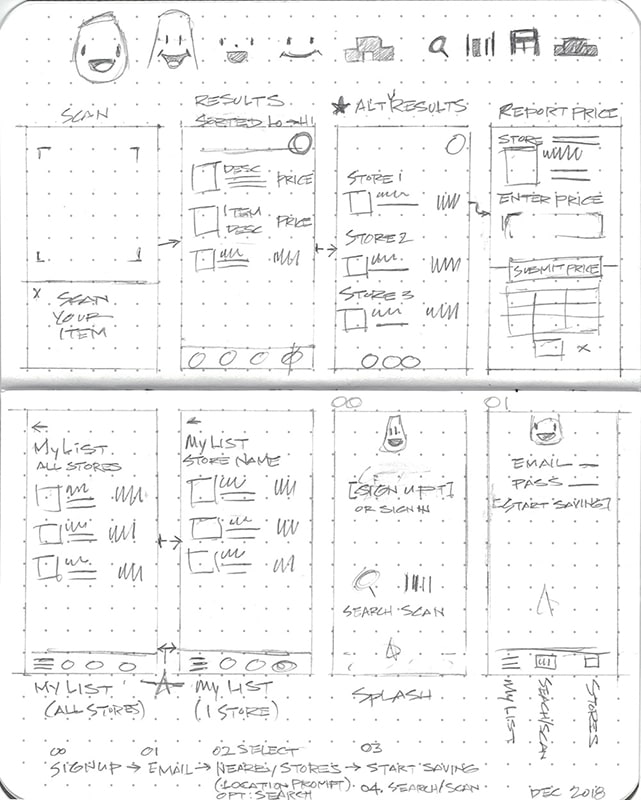 SCAN
RESULTS
SORTED LO→HI
★ ALT RESULTS
REPORT PRICE
X SCAN
YOUR
ITEM
DESC
PRICE
ITEM
DESC
PRICE
STORE 1
STORE 2
STORE 3
STORE
ENTER PRICE
SUBMIT PRICE
X
←
MY LIST
ALL STORES
←
MY LIST
STORE NAME
00
[SIGN UP!]
OR SIGN IN
SEARCH SCAN
01
EMAIL
PASS
[START SAVING]
MY LIST
(ALL STORES)
MY LIST
(1 STORE)
SPLASH
MY LIST
SEACH/SCAN
STORES
00 01 02 SELECT 03
SIGNUP → EMAIL → NEARBY/STORES → START SAVING
(LOCATION PROMPT) 04. SEARCH/SCAN
OPT: SEARCH
DEC 2018